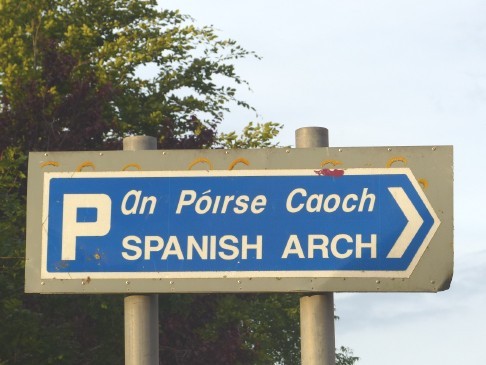 P
an Póirse Caoch
SPANISH ARCH